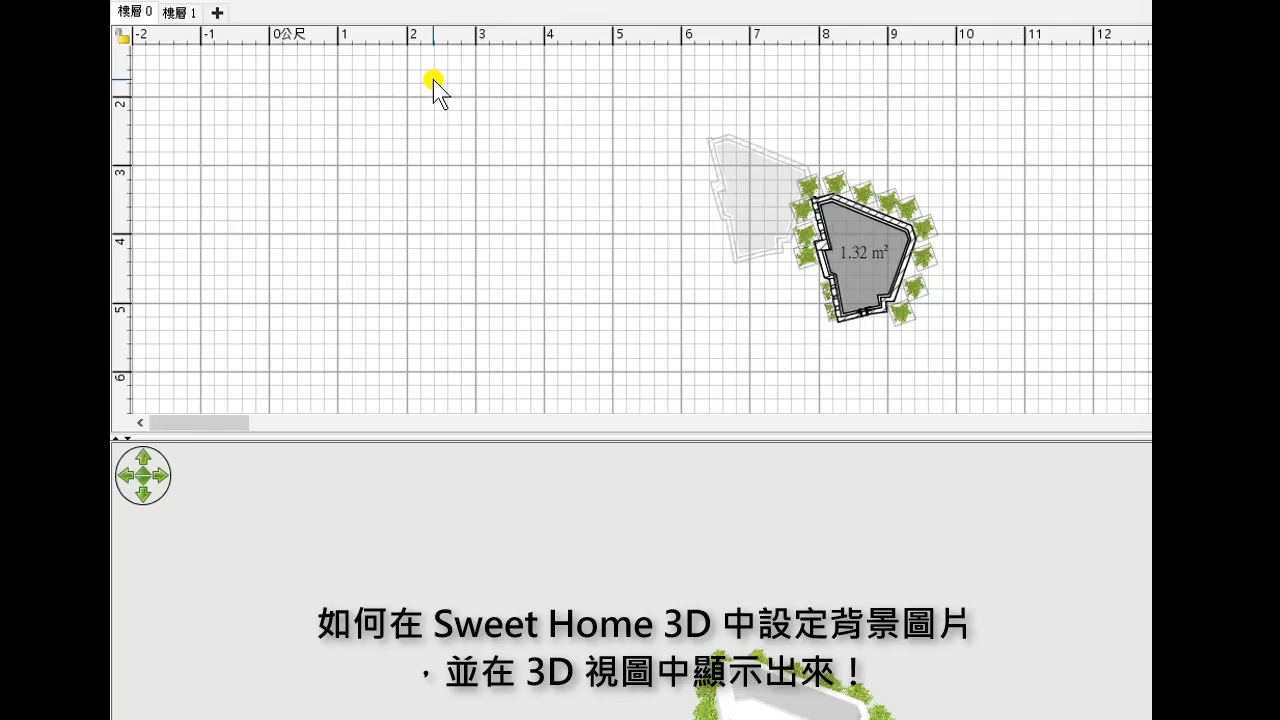 樓層 0 樓層 1
-2 -1 0公尺 1 2 3 4 5 6 7 8 9 10 11 12
2
3
4
1.32 m²
5
6
如何在 Sweet Home 3D 中設定背景圖片
，並在 3D 視圖中顯示出來！